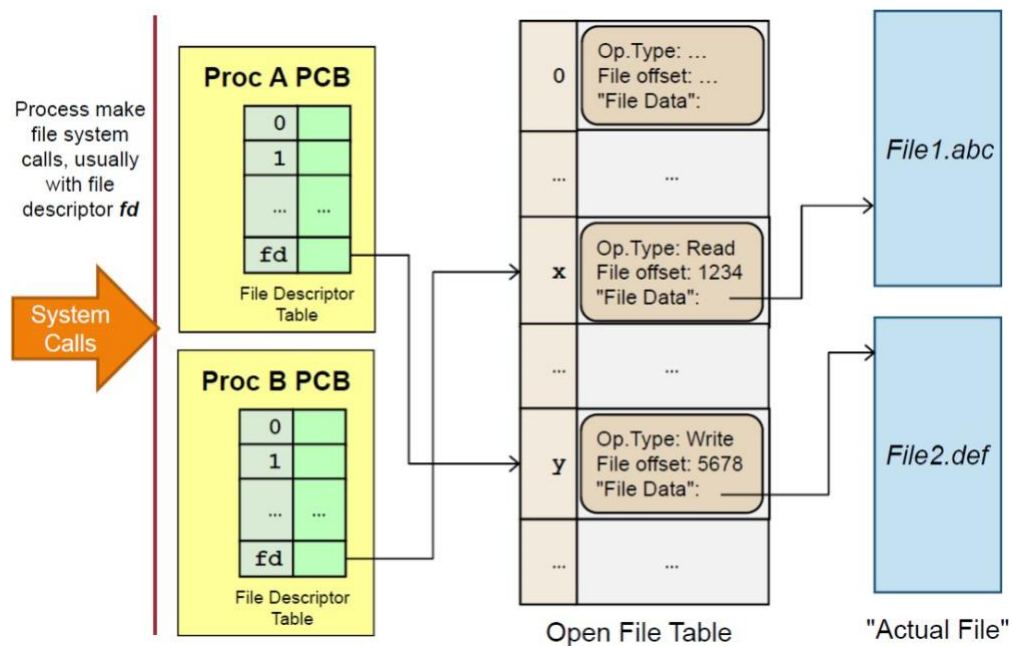 Process make
file system
calls, usually
with file
descriptor fd
System
Calls
Proc A PCB
0
1
... ...
fd
File Descriptor
Table
Proc B PCB
0
1
... ...
fd
File Descriptor
Table
0
Op.Type: ...
File offset: ...
"File Data":
... ...
x
Op.Type: Read
File offset: 1234
"File Data":
... ...
y
Op.Type: Write
File offset: 5678
"File Data":
... ...
Open File Table
File1.abc
File2.def
"Actual File"